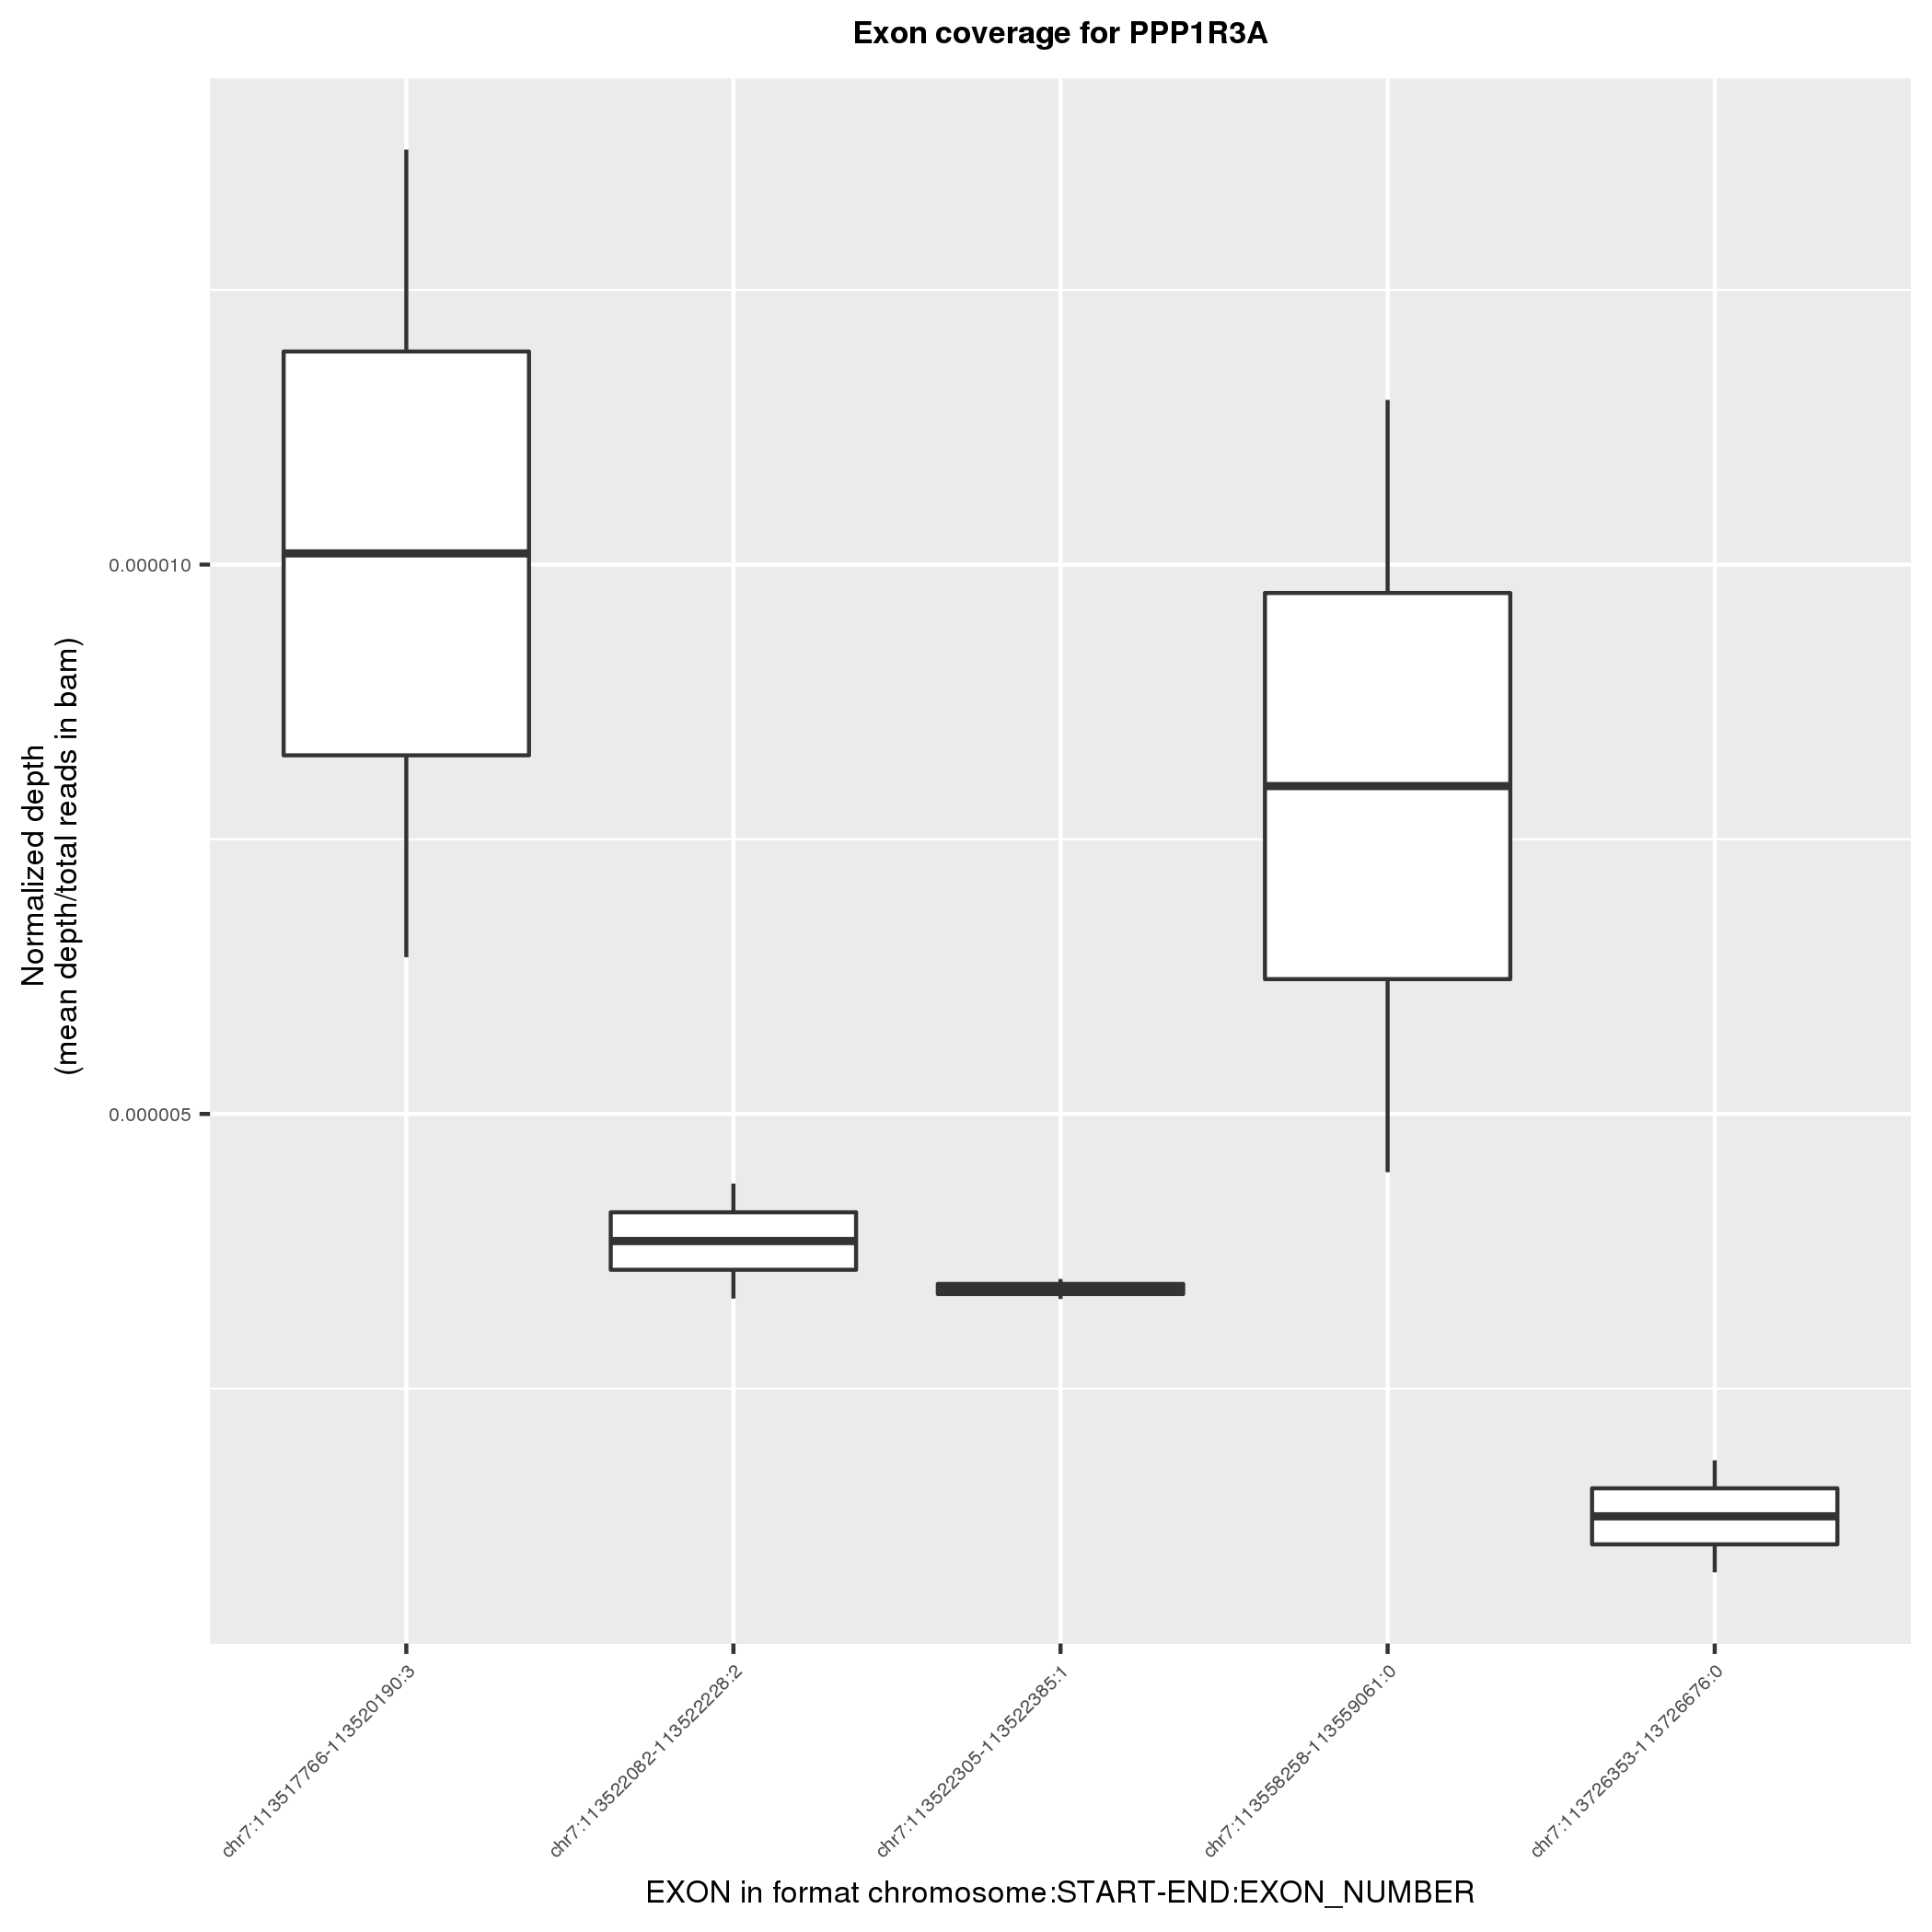 Exon coverage for PPP1R3A
Normalized depth
(mean depth/total reads in bam)
0.000010
0.000005
chr7:113517766-113520190:3
chr7:113522082-113522228:2
chr7:113522305-113522385:1
chr7:113558258-113559061:0
chr7:113726353-113726676:0
EXON in format chromosome:START-END:EXON_NUMBER